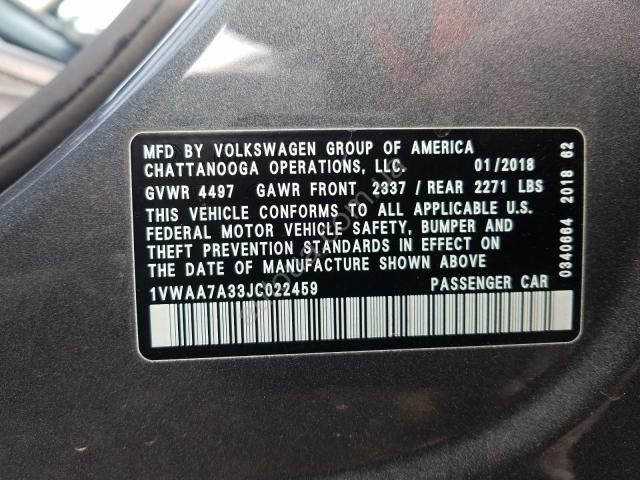 MFD BY VOLKSWAGEN GROUP OF AMERICA
CHATTANOOGA OPERATIONS, LLC 01/2018
GVWR 4497 GAWR FRONT 2337 / REAR 2271 LBS
THIS VEHICLE CONFORMS TO ALL APPLICABLE U.S.
FEDERAL MOTOR VEHICLE SAFETY, BUMPER AND
THEFT PREVENTION STANDARDS IN EFFECT ON
THE DATE OF MANUFACTURE SHOWN ABOVE
1VWAA7A33JC022459 PASSENGER CAR
0340664 2018 62